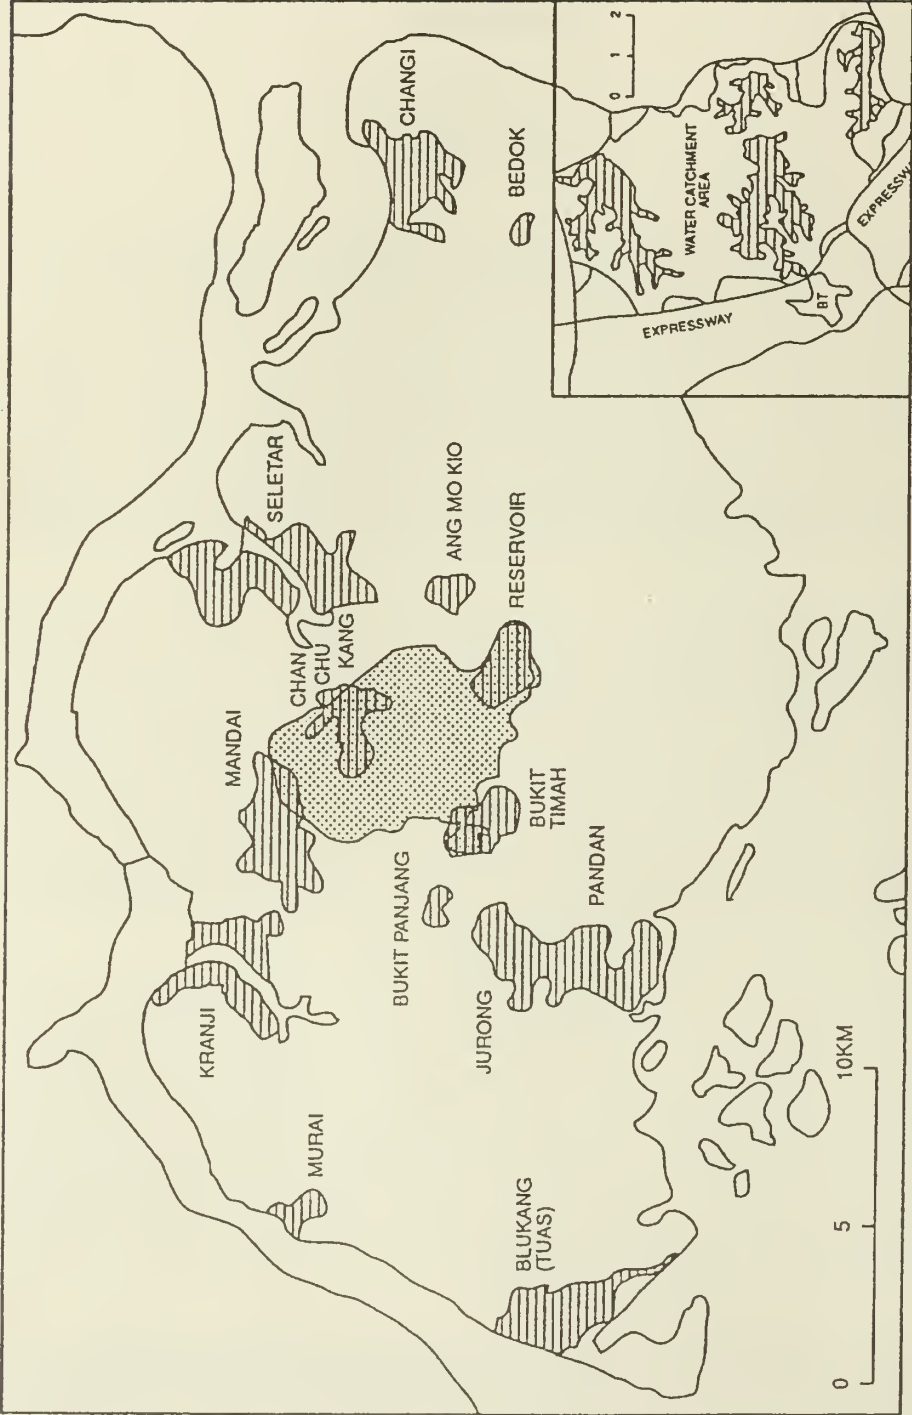 CHANGI
BEDOK
SELETAR
ANG MO KIO
RESERVOIR
CHAN
CHU
KANG
MANDAI
BUKIT
TIMAH
BUKIT PANJANG
PANDAN
JURONG
KRANJI
MURAI
BLUKANG
(TUAS)
0 5 10KM
0 1 2
WATER CATCHMENT
AREA
EXPRESSWAY
BT